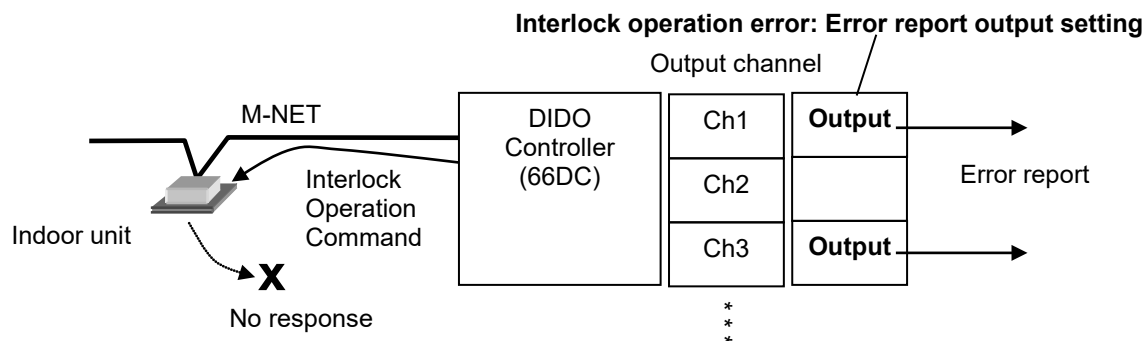 Interlock operation error: Error report output setting
Output channel
M-NET
DIDO
Controller
(66DC)
Ch1
Output
Ch2
Error report
Ch3
Output
Interlock
Operation
Command
Indoor unit
X
No response
*
*
*